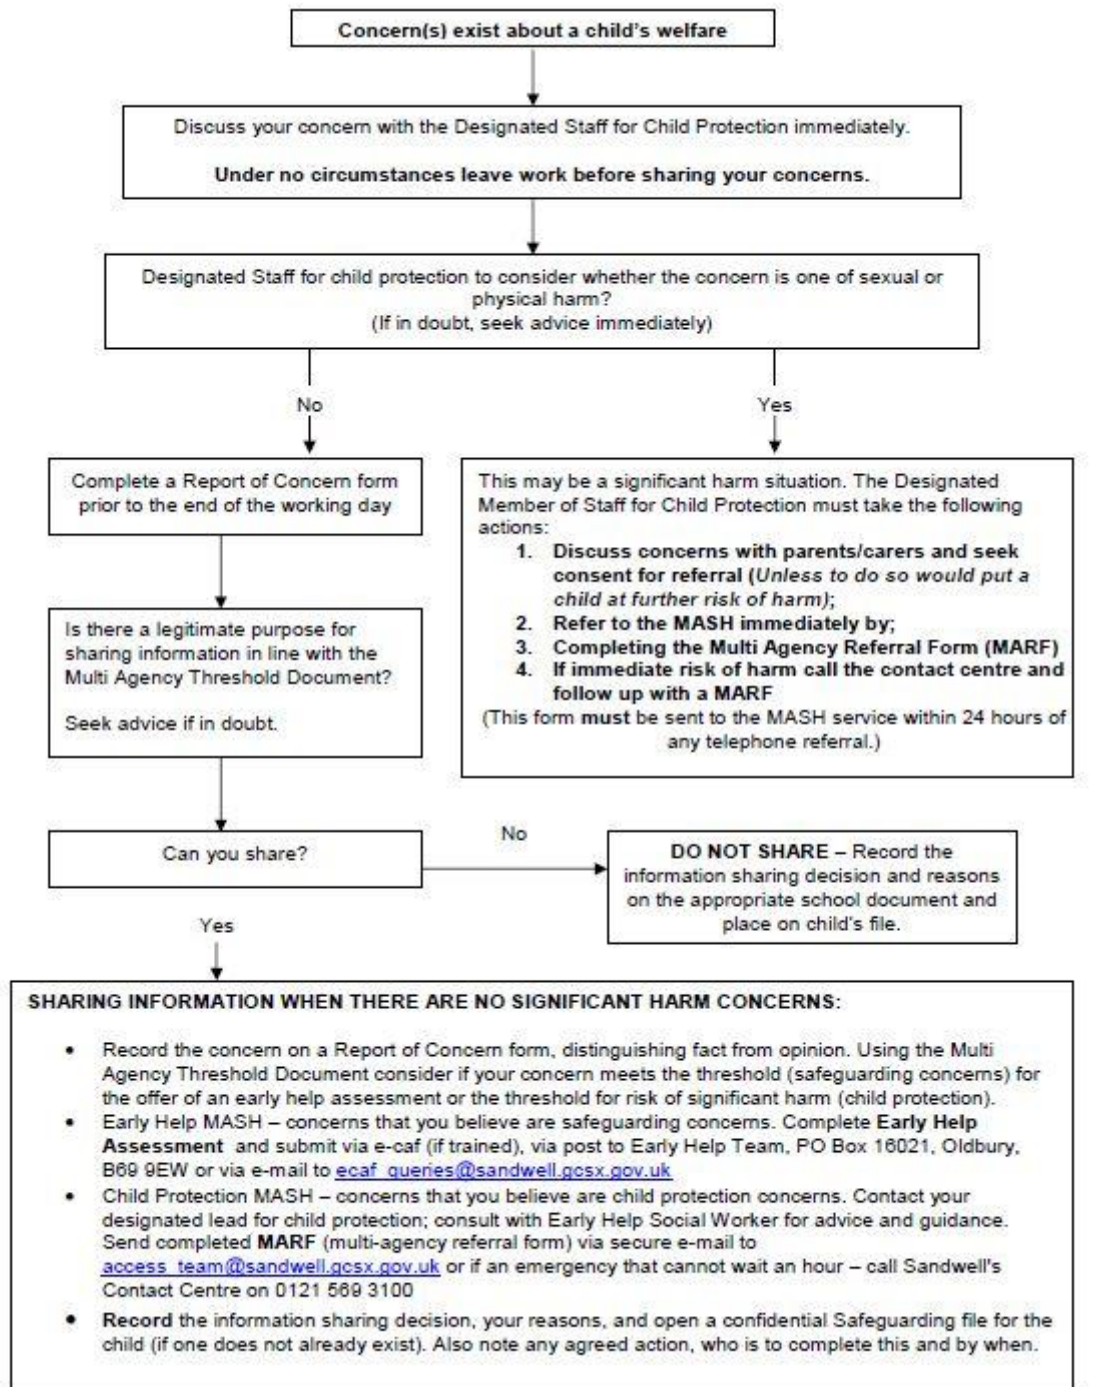 Concern(s) exist about a child's welfare
Discuss your concern with the Designated Staff for Child Protection immediately.
Under no circumstances leave work before sharing your concerns.
Designated Staff for child protection to consider whether the concern is one of sexual or
physical harm?
(If in doubt, seek advice immediately)
No
Yes
Complete a Report of Concern form
prior to the end of the working day
This may be a significant harm situation. The Designated
Member of Staff for Child Protection must take the following
actions:
1. Discuss concerns with parents/carers and seek
consent for referral (Unless to do so would put a
child at further risk of harm);
2. Refer to the MASH immediately by;
3. Completing the Multi Agency Referral Form (MARF)
4. If immediate risk of harm call the contact centre and
follow up with a MARF
(This form must be sent to the MASH service within 24 hours of
any telephone referral.)
Is there a legitimate purpose for
sharing information in line with the
Multi Agency Threshold Document?
Seek advice if in doubt.
Can you share?
No
DO NOT SHARE – Record the
information sharing decision and reasons
on the appropriate school document and
place on child's file.
Yes
SHARING INFORMATION WHEN THERE ARE NO SIGNIFICANT HARM CONCERNS:
• Record the concern on a Report of Concern form, distinguishing fact from opinion. Using the Multi
Agency Threshold Document consider if your concern meets the threshold (safeguarding concerns) for
the offer of an early help assessment or the threshold for risk of significant harm (child protection).
• Early Help MASH – concerns that you believe are safeguarding concerns. Complete Early Help
Assessment and submit via e-caf (if trained), via post to Early Help Team, PO Box 16021, Oldbury,
B69 9EW or via e-mail to ecaf_queries@sandwell.gcsx.gov.uk
• Child Protection MASH – concerns that you believe are child protection concerns. Contact your
designated lead for child protection; consult with Early Help Social Worker for advice and guidance.
Send completed MARF (multi-agency referral form) via secure e-mail to
access_team@sandwell.gcsx.gov.uk or if an emergency that cannot wait an hour – call Sandwell's
Contact Centre on 0121 569 3100
• Record the information sharing decision, your reasons, and open a confidential Safeguarding file for the
child (if one does not already exist). Also note any agreed action, who is to complete this and by when.